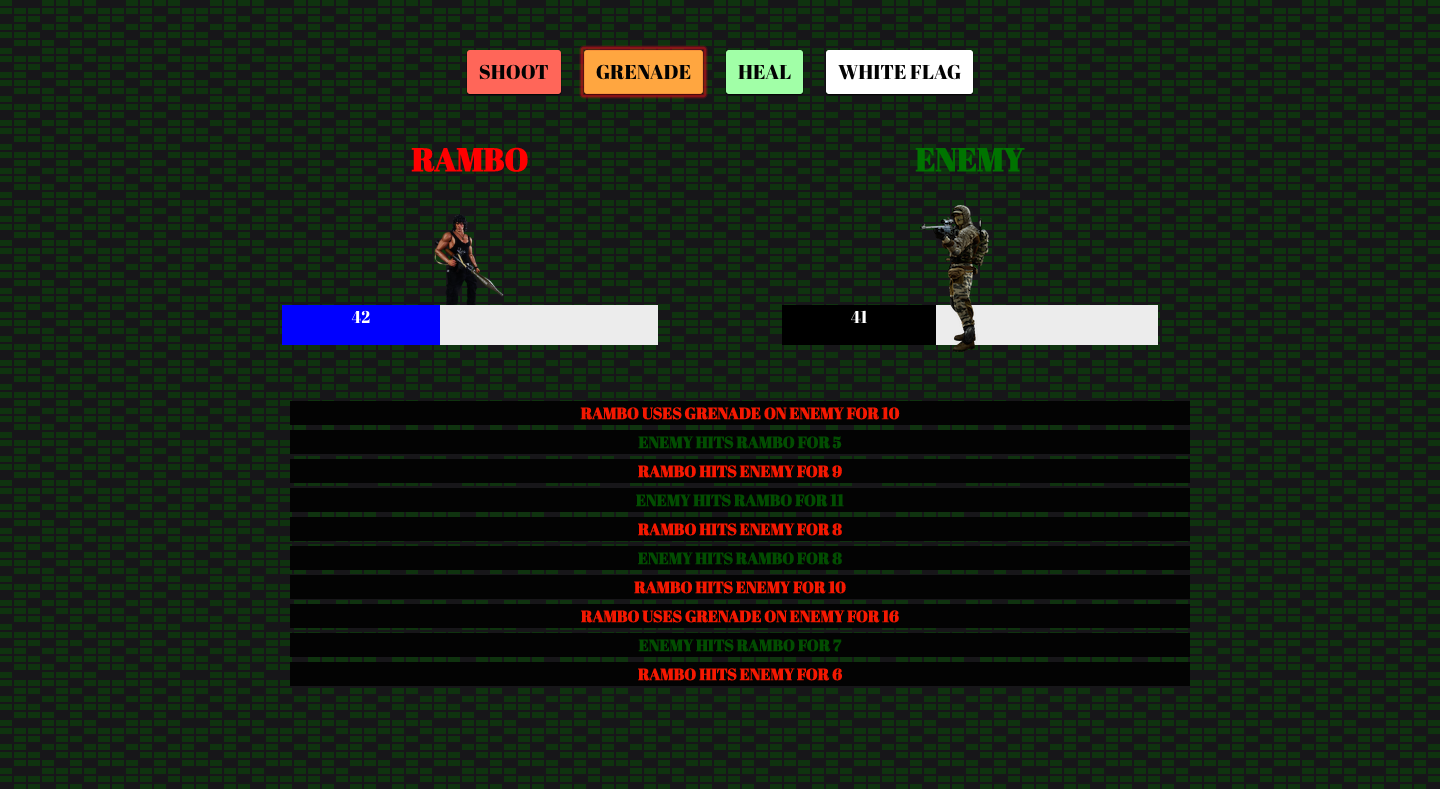 SHOOT GRENADE HEAL WHITE FLAG
RAMBO ENEMY
42 41
RAMBO USES GRENADE ON ENEMY FOR 10
ENEMY HITS RAMBO FOR 5
RAMBO HITS ENEMY FOR 9
ENEMY HITS RAMBO FOR 11
RAMBO HITS ENEMY FOR 8
ENEMY HITS RAMBO FOR 8
RAMBO HITS ENEMY FOR 10
RAMBO USES GRENADE ON ENEMY FOR 16
ENEMY HITS RAMBO FOR 7
RAMBO HITS ENEMY FOR 6